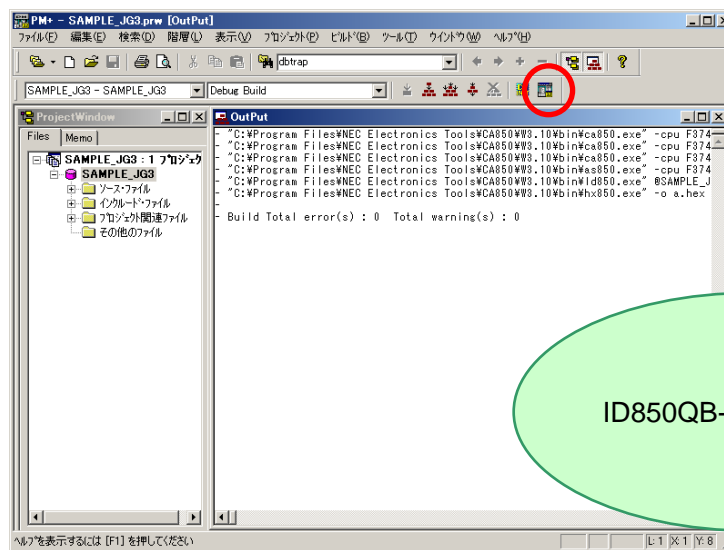 PM+ - SAMPLE_JG3.prw [OutPut]
ファイル(F) 編集(E) 検索(D) 階層(L) 表示(V) プロジェクト(P) ビルド(B) ツール(T) ウインドウ(W) ヘルプ(H)
dbtrap
SAMPLE_JG3 - SAMPLE_JG3 Debug Build
ProjectWindow
Files Memo
SAMPLE_JG3 : 1 プロジェク
SAMPLE_JG3
ソース・ファイル
インクルード・ファイル
プロジェクト関連ファイル
その他のファイル
OutPut
- "C:¥Program Files¥NEC Electronics Tools¥CA850¥W3.10¥bin¥ca850.exe" -cpu F374
- "C:¥Program Files¥NEC Electronics Tools¥CA850¥W3.10¥bin¥ca850.exe" -cpu F374
- "C:¥Program Files¥NEC Electronics Tools¥CA850¥W3.10¥bin¥as850.exe" -cpu F374
- "C:¥Program Files¥NEC Electronics Tools¥CA850¥W3.10¥bin¥as850.exe" -cpu F374
- "C:¥Program Files¥NEC Electronics Tools¥CA850¥W3.10¥bin¥ld850.exe" @SAMPLE_J
- "C:¥Program Files¥NEC Electronics Tools¥CA850¥W3.10¥bin¥hx850.exe" -o a.hex
-
- Build Total error(s) : 0 Total warning(s) : 0
ID850QB-
ヘルプを表示するには [F1] を押してください
L: 1 X: 1 Y: 8